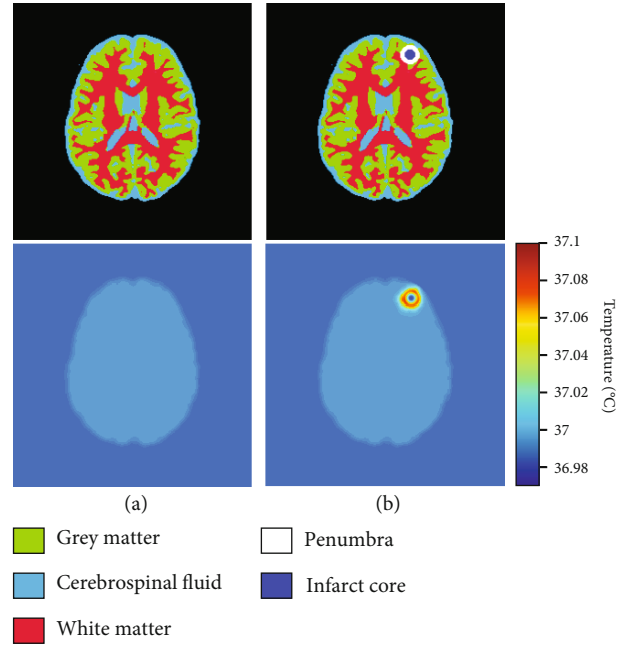 37.1
37.08
37.06
37.04
37.02
37
36.98
Temperature (°C)
(a)
(b)
Grey matter
Penumbra
Cerebrospinal fluid
Infarct core
White matter